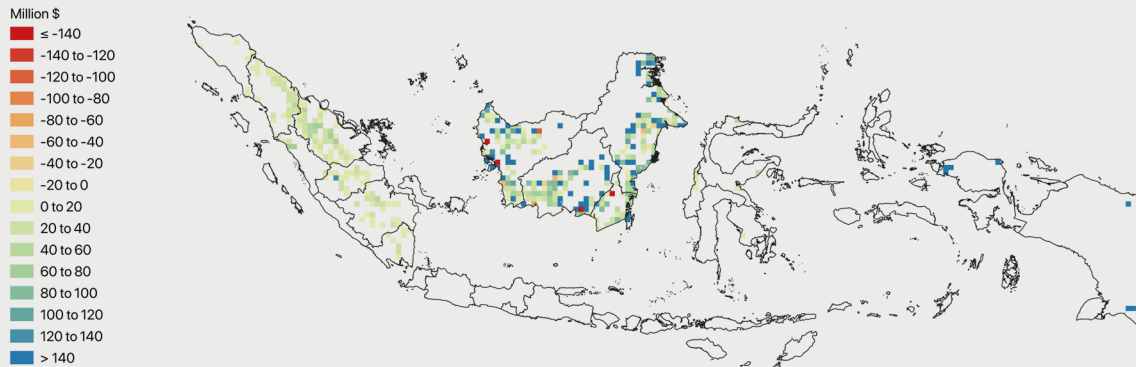 Million $
≤ -140
-140 to -120
-120 to -100
-100 to -80
-80 to -60
-60 to -40
-40 to -20
-20 to 0
0 to 20
20 to 40
40 to 60
60 to 80
80 to 100
100 to 120
120 to 140
> 140